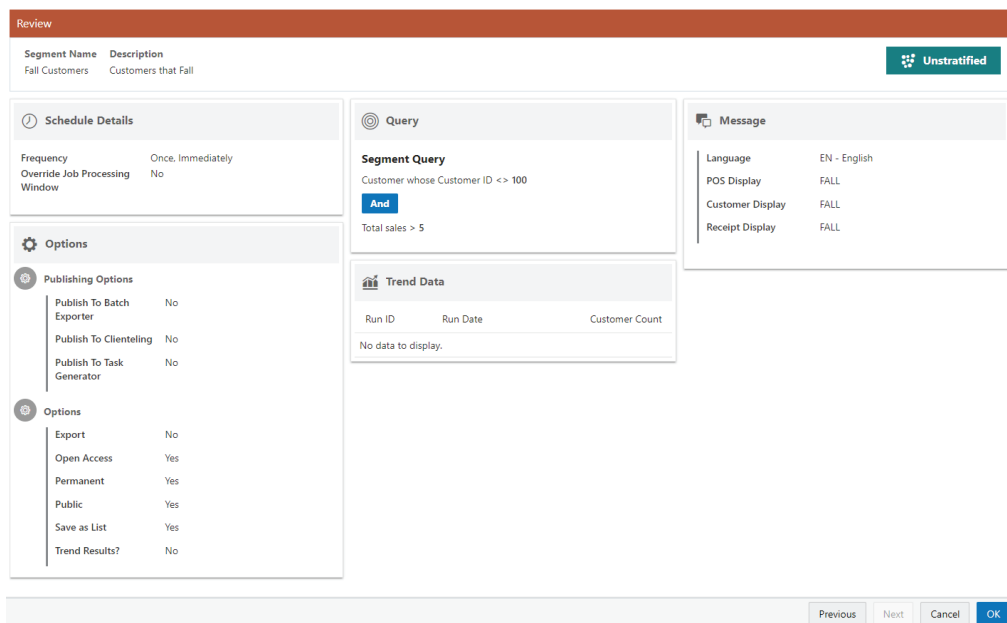 Review
Segment Name Description
Fall Customers Customers that Fall
Unstratified
Schedule Details
Frequency Once, Immediately
Override Job Processing No
Window
Options
Publishing Options
Publish To Batch No
Exporter
Publish To Clienteling No
Publish To Task No
Generator
Options
Export No
Open Access Yes
Permanent Yes
Public Yes
Save as List Yes
Trend Results? No
Query
Segment Query
Customer whose Customer ID <> 100
And
Total sales > 5
Trend Data
Run ID Run Date Customer Count
No data to display.
Message
Language EN - English
POS Display FALL
Customer Display FALL
Receipt Display FALL
Previous Next Cancel OK